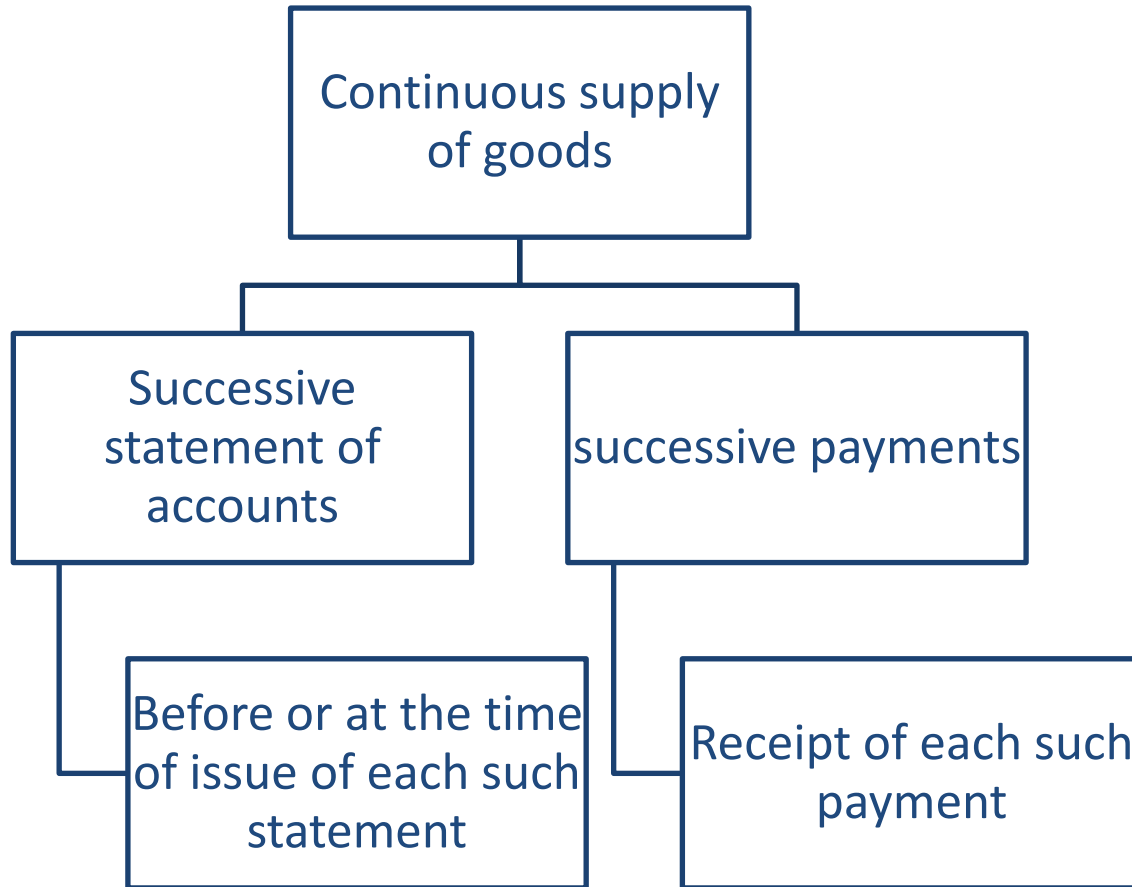 Continuous supply
of goods
Successive
statement of
accounts
successive payments
Before or at the time
of issue of each such
statement
Receipt of each such
payment